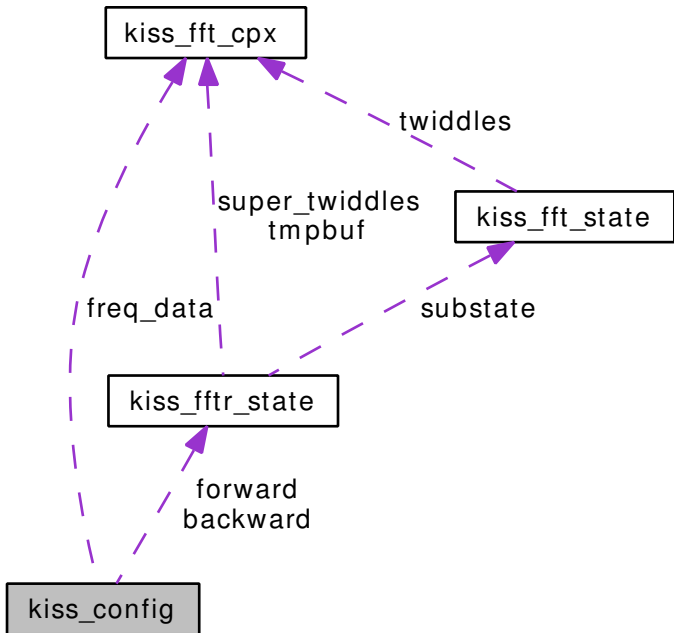 kiss_fft_cpx
twiddles
super_twiddles
tmpbuf
kiss_fft_state
freq_data
substate
kiss_fftr_state
forward
backward
kiss_config